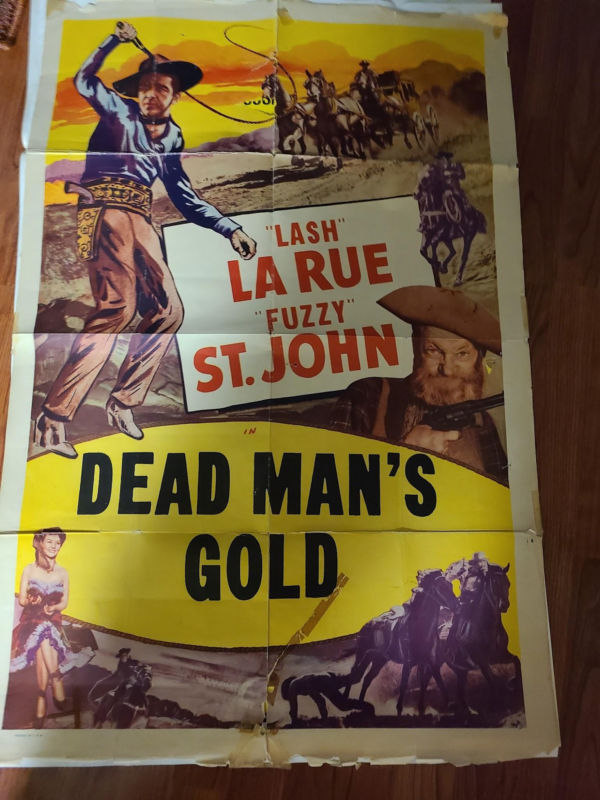 "LASH"
LA RUE
"FUZZY"
ST. JOHN
IN
DEAD MAN'S
GOLD